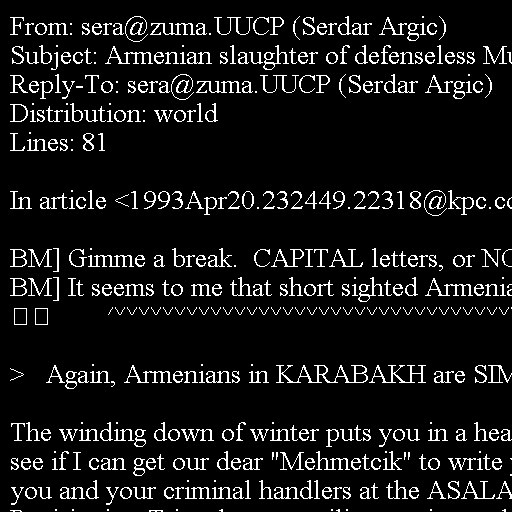 From: sera@zuma.UUCP (Serdar Argic)
Subject: Armenian slaughter of defenseless Mu
Reply-To: sera@zuma.UUCP (Serdar Argic)
Distribution: world
Lines: 81
In article <1993Apr20.232449.22318@kpc.co
BM] Gimme a break.  CAPITAL letters, or NO
BM] It seems to me that short sighted Armenia
^^^^^^^^^^^^^^^^^^^^^^^^^^^^^^^^^
>   Again, Armenians in KARABAKH are SIM
The winding down of winter puts you in a hea
see if I can get our dear "Mehmetcik" to write y
you and your criminal handlers at the ASALA